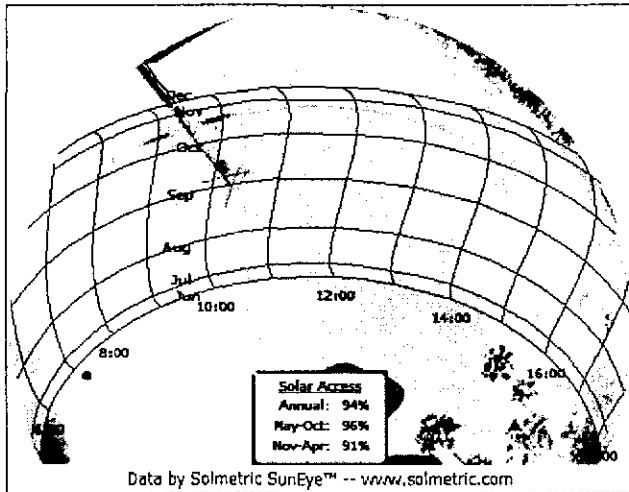 Dec
Nov
Oct
Sep
Aug
Jul
Jun
10:00
12:00
14:00
8:00
16:00
Solar Access
Annual: 94%
May-Oct: 96%
Nov-Apr: 91%
Data by Solmetric SunEye™ -- www.solmetric.com